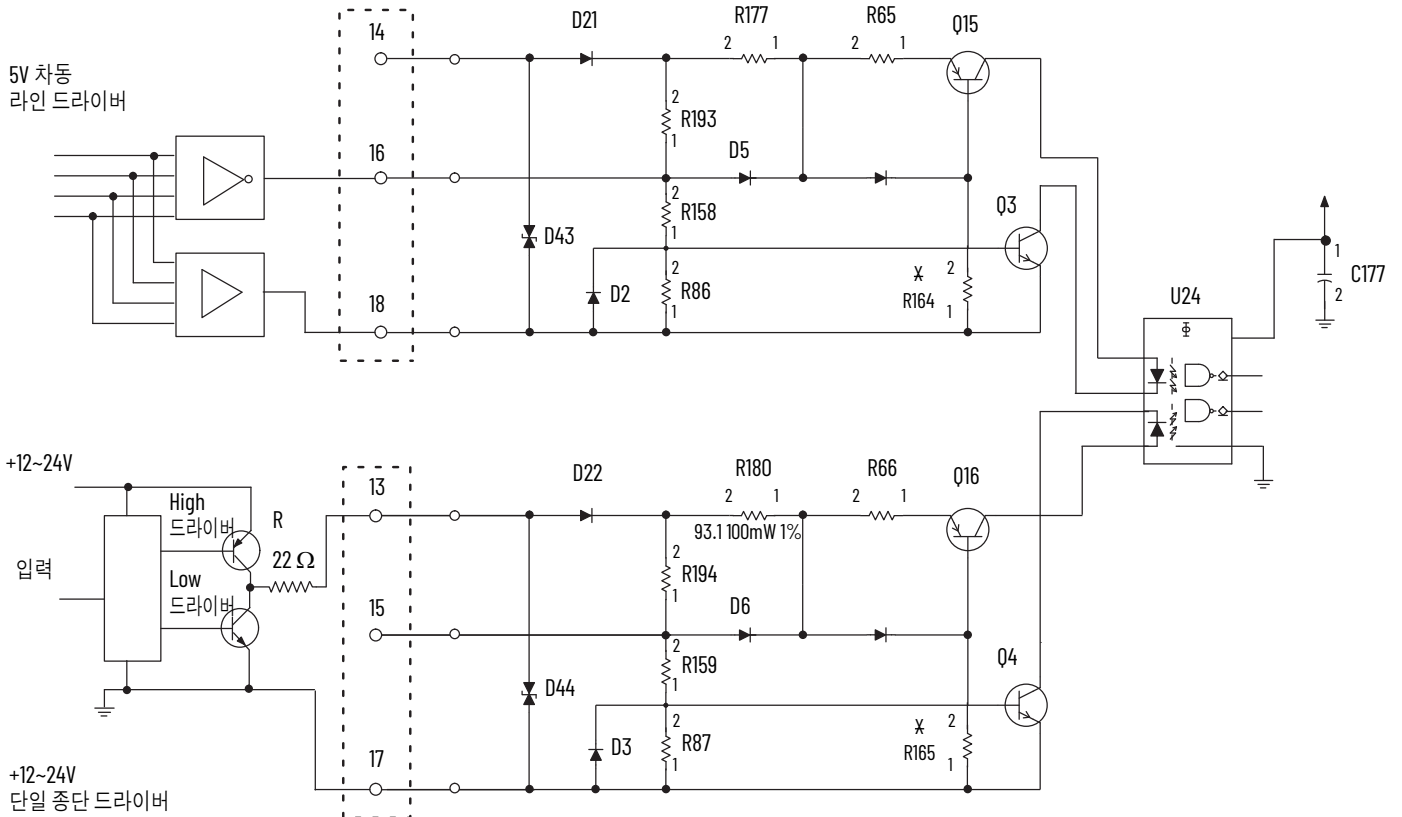 5V 차동
라인 드라이버
14
D21
R177
2
1
R65
2
1
Q15
2
R193
1
16
D5
2
R158
1
Q3
D43
D2
2
R86
1
2
R164
1
18
U24
Φ
1
C177
2
+12~24V
High
드라이버
R
입력
22 Ω
Low
드라이버
13
D22
R180
2
1
93.1 100mW 1%
R66
2
1
Q16
2
R194
1
15
D6
2
R159
1
Q4
D44
D3
2
R87
1
2
R165
1
17
+12~24V
단일 종단 드라이버